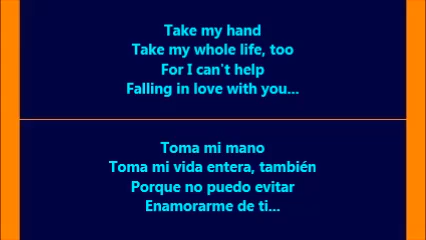 Take my hand
Take my whole life, too
For I can't help
Falling in love with you...
Toma mi mano
Toma mi vida entera, también
Porque no puedo evitar
Enamorarme de ti...